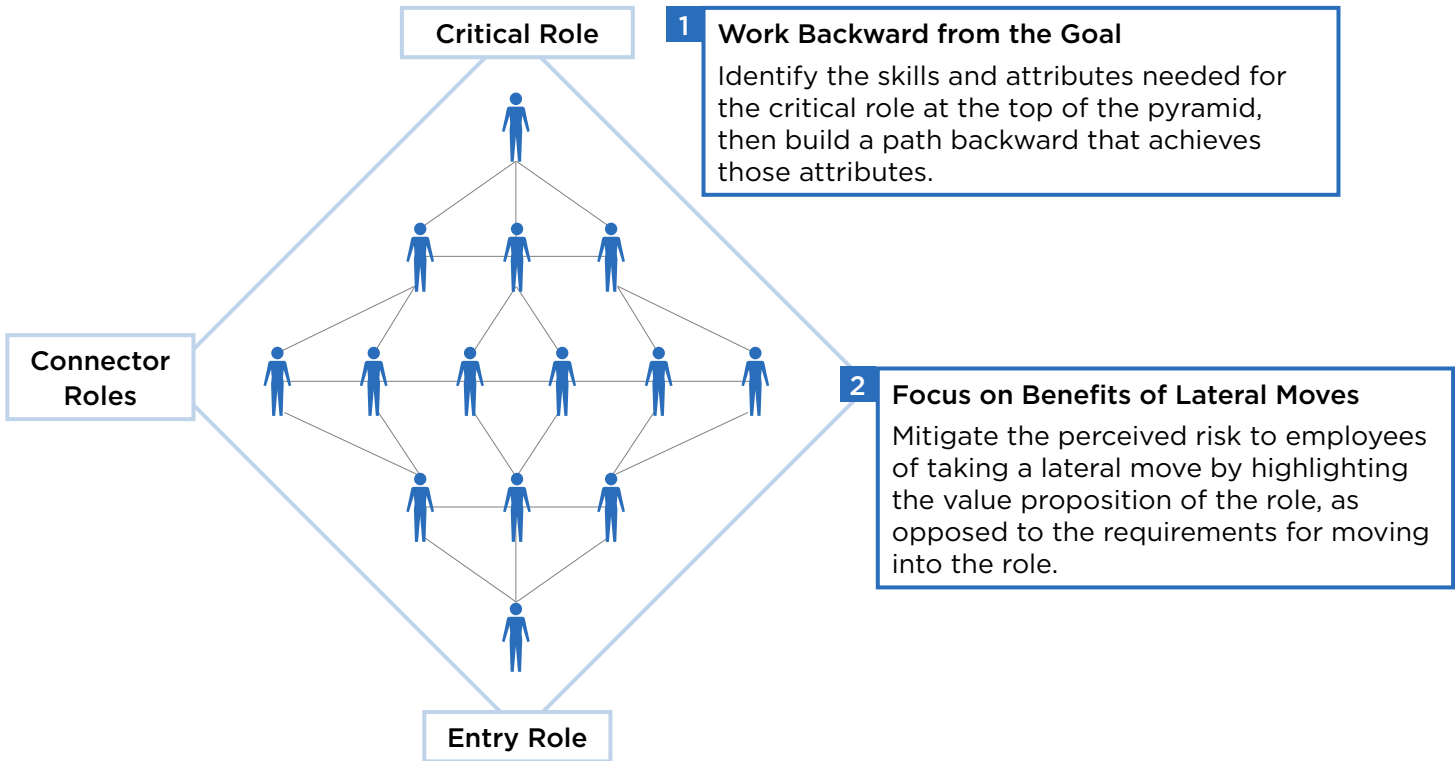 Critical Role
1
Work Backward from the Goal
Identify the skills and attributes needed for
the critical role at the top of the pyramid,
then build a path backward that achieves
those attributes.
Connector
Roles
2
Focus on Benefits of Lateral Moves
Mitigate the perceived risk to employees
of taking a lateral move by highlighting
the value proposition of the role, as
opposed to the requirements for moving
into the role.
Entry Role